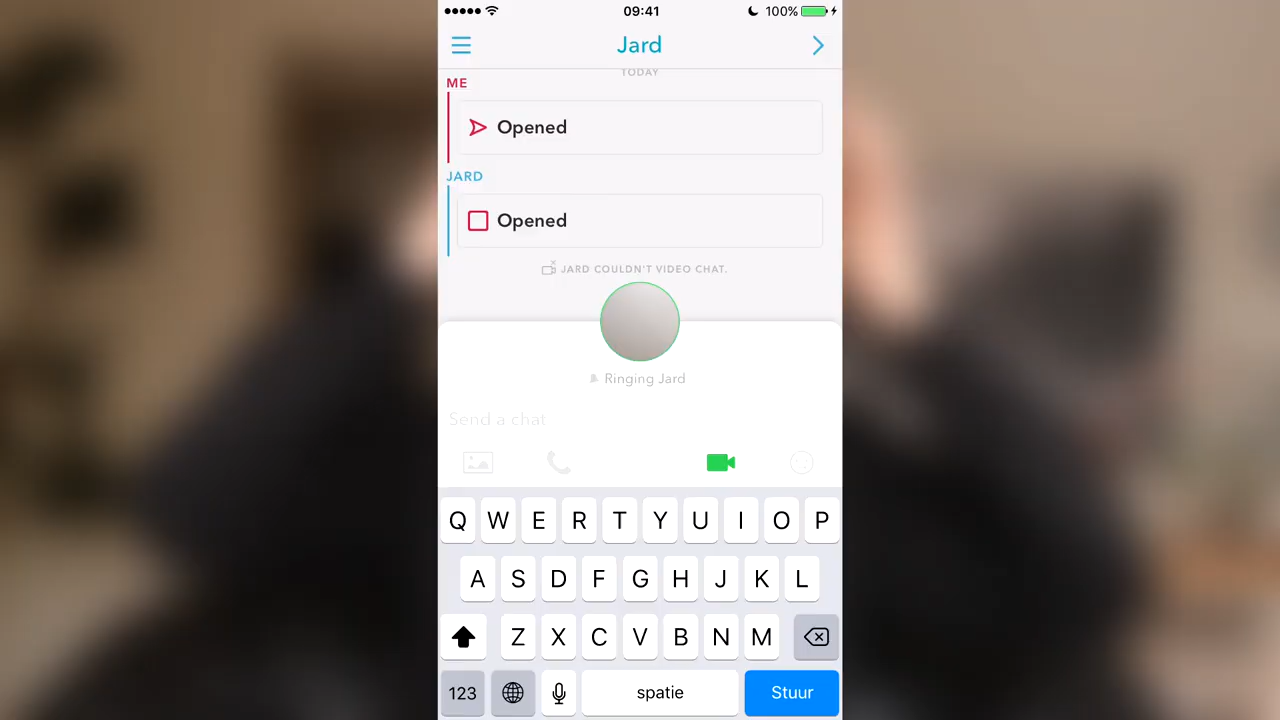 09:41
100%
Jard
TODAY
ME
Opened
JARD
Opened
JARD COULDN'T VIDEO CHAT.
Ringing Jard
Send a chat
Q W E R T Y U I O P
A S D F G H J K L
Z X C V B N M
123
spatie
Stuur